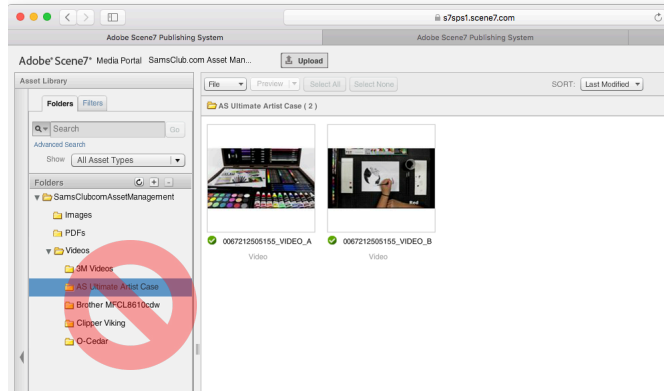 s7sps1.scene7.com
Adobe Scene7 Publishing System
Adobe Scene7 Publishing System
Adobe® Scene7® Media Portal SamsClub.com Asset Man...
Upload
Asset Library
File
Preview
Select All
Select None
SORT: Last Modified
Folders
Filters
AS Ultimate Artist Case ( 2 )
Search
Go
Advanced Search
Show All Asset Types
Folders
SamsClubcomAssetManagement
Images
PDFs
Videos
3M Videos
AS Ultimate Artist Case
Brother MFCL8610cdw
Clipper Viking
O-Cedar
End
0067212505155_VIDEO_A
0067212505155_VIDEO_B
Video
Video